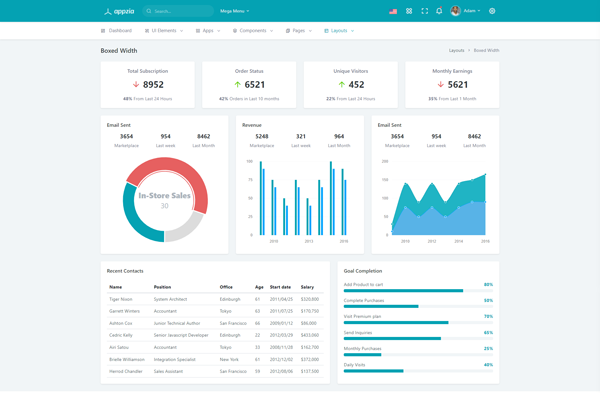 appzia Search... Mega Menu Adam
Dashboard UI Elements Apps Components Pages Layouts
Boxed Width Layouts Boxed Width
Total Subscription Order Status Unique Visitors Monthly Earnings
8952 6521 452 5621
48% From Last 24 Hours 42% Orders in Last 10 months 22% From Last 24 Hours 35% From Last 1 Month
Email Sent Revenue Email Sent
3654 954 8462 5248 321 964 3654 954 8462
Marketplace Last week Last Month Marketplace Last week Last Month Marketplace Last week Last Month
100 200
75 150
In-Store Sales
30
50 100
25 50
0 0
2010 2013 2016 2010 2012 2014 2016
Recent Contacts Goal Completion
Name Position Office Age Start date Salary
Add Product to cart 80%
Tiger Nixon System Architect Edinburgh 61 2011/04/25 $320,800
Complete Purchases 50%
Garrett Winters Accountant Tokyo 63 2011/07/25 $170,750
Visit Premium plan 70%
Ashton Cox Junior Technical Author San Francisco 66 2009/01/12 $86,000
Send Inquiries 65%
Cedric Kelly Senior Javascript Developer Edinburgh 22 2012/03/29 $433,060
Airi Satou Accountant Tokyo 33 2008/11/28 $162,700
Monthly Purchases 25%
Brielle Williamson Integration Specialist New York 61 2012/12/02 $372,000
Daily Visits 40%
Herrod Chandler Sales Assistant San Francisco 59 2012/08/06 $137,500